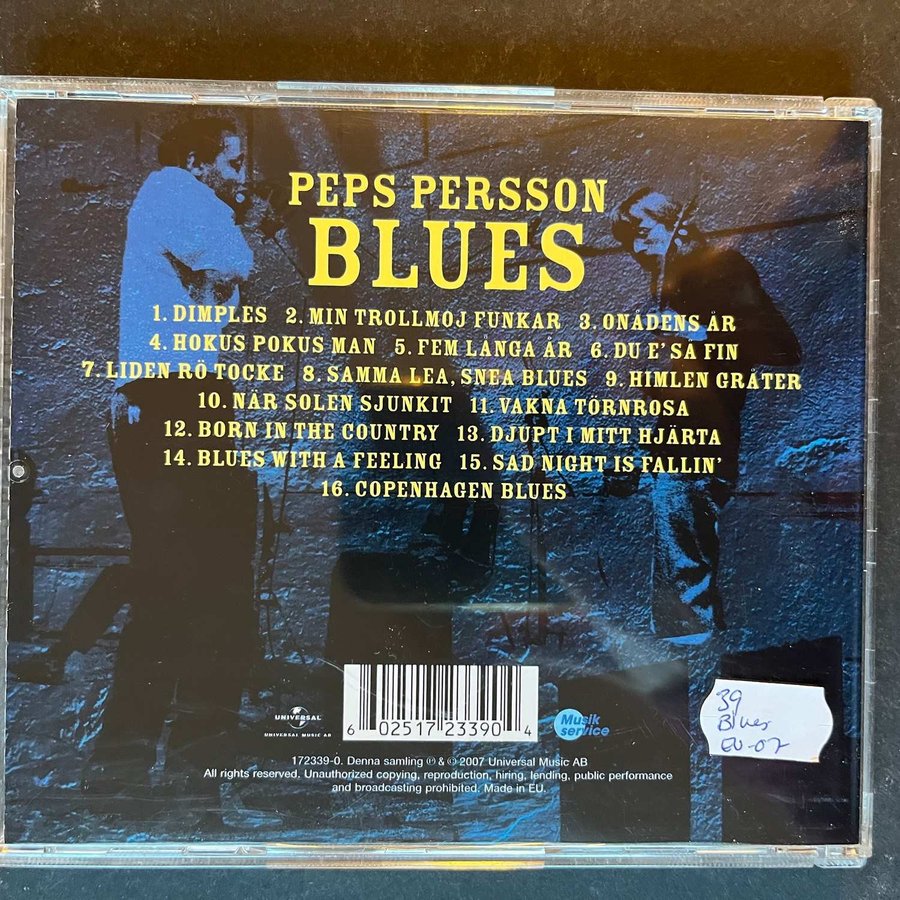 PEPS PERSSON
BLUES
1. DIMPLES 2. MIN TROLLMOJ FUNKAR 3. ONÅDENS ÅR
4. HOKUS POKUS MAN 5. FEM LÅNGA ÅR 6. DU E' SÅ FIN
7. LIDEN RÖ TOCKE 8. SAMMA LEA, SNEA BLUES 9. HIMLEN GRÅTER
10. NÄR SOLEN SJUNKIT 11. VAKNA TÖRNROSA
12. BORN IN THE COUNTRY 13. DJUPT I MITT HJÄRTA
14. BLUES WITH A FEELING 15. SAD NIGHT IS FALLIN'
16. COPENHAGEN BLUES
UNIVERSAL
UNIVERSAL MUSIC AB
6 02517 23390 4
Musik
service
39
Blues
EU-07
172339-0. Denna samling ℗ & © 2007 Universal Music AB
All rights reserved. Unauthorized copying, reproduction, hiring, lending, public performance
and broadcasting prohibited. Made in EU.